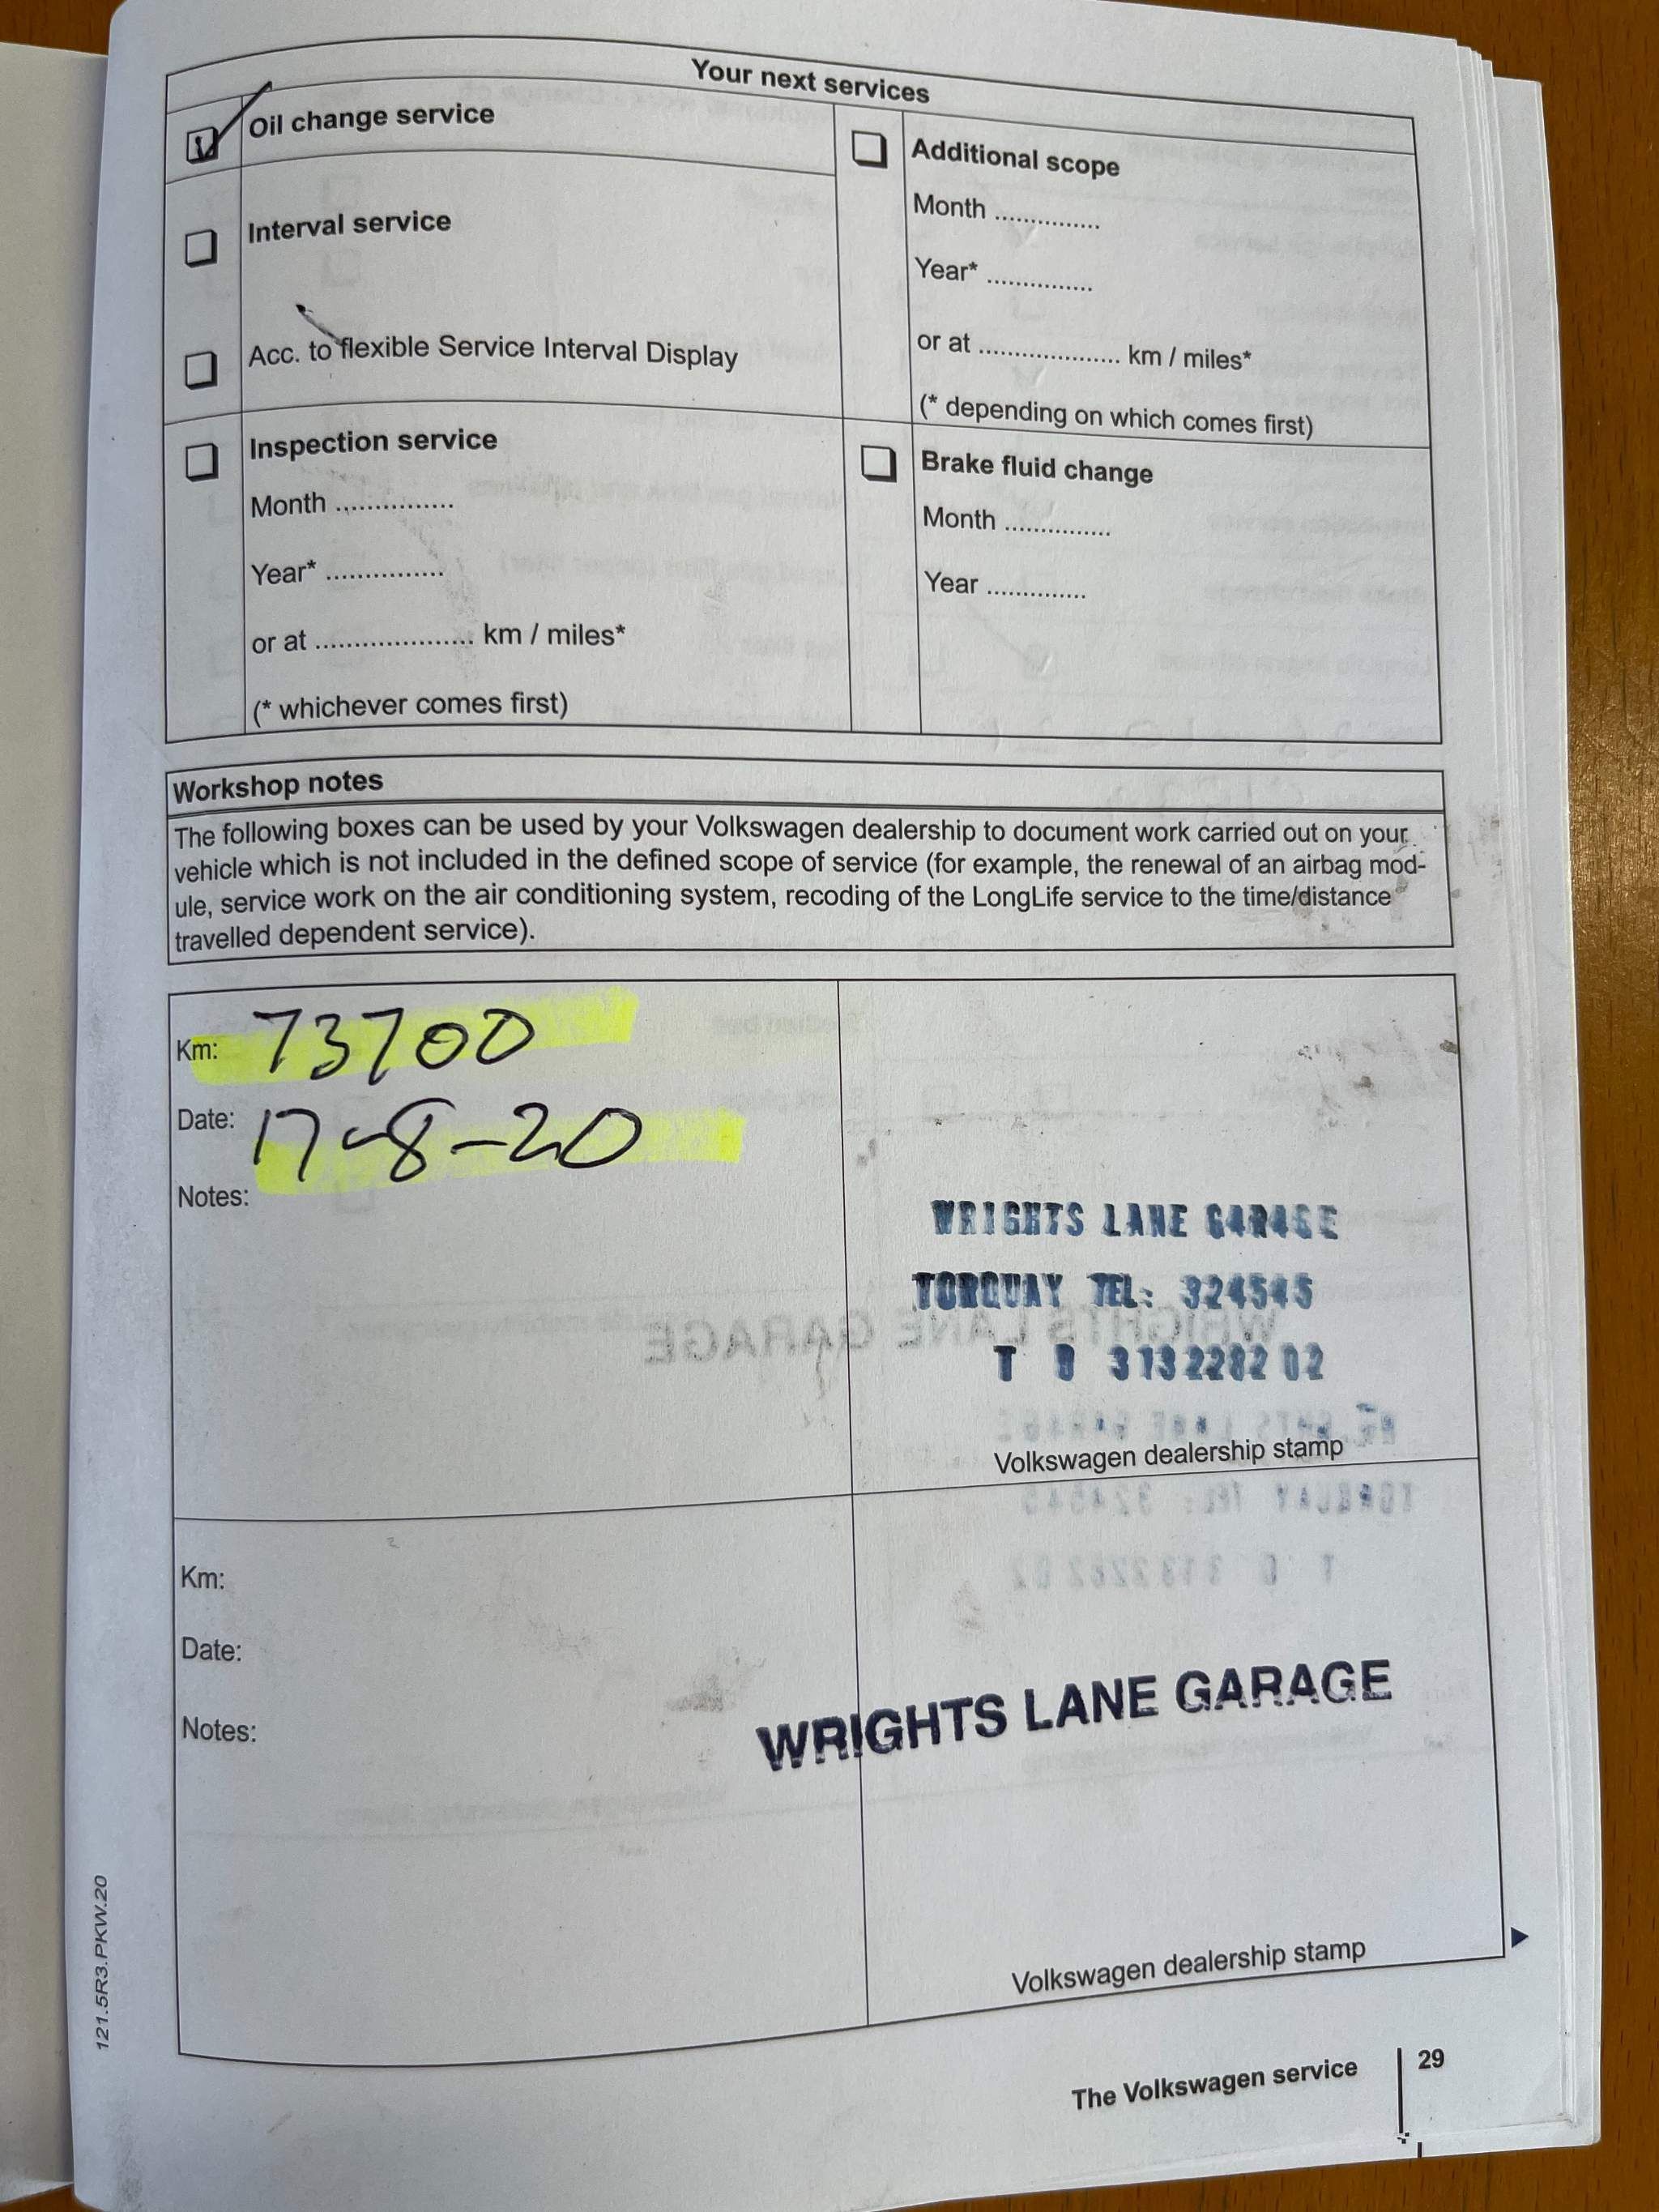 Your next services
Oil change service
Interval service
Acc. to flexible Service Interval Display
Inspection service
Month ...............
Year* ...............
or at .................... km / miles*
(* whichever comes first)
Additional scope
Month ..............
Year* ..............
or at .................... km / miles*
(* depending on which comes first)
Brake fluid change
Month ..............
Year ..............
Workshop notes
The following boxes can be used by your Volkswagen dealership to document work carried out on your
vehicle which is not included in the defined scope of service (for example, the renewal of an airbag mod-
ule, service work on the air conditioning system, recoding of the LongLife service to the time/distance
travelled dependent service).
Km: 73700
Date: 17-8-20
Notes:
WRIGHTS LANE GARAGE
TORQUAY TEL: 324545
T 3132282 02
Volkswagen dealership stamp
Km:
Date:
Notes:
WRIGHTS LANE GARAGE
Volkswagen dealership stamp
121.5R3.PKW.20
The Volkswagen service 29